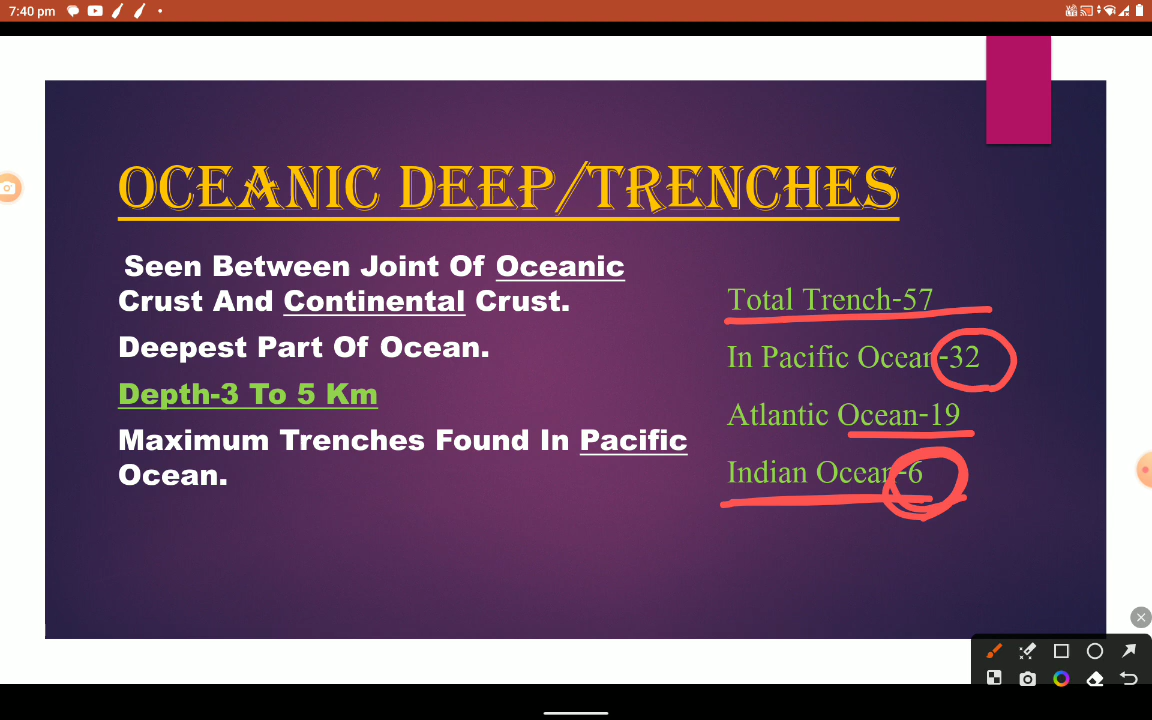 7:40 pm
OCEANIC DEEP/TRENCHES
Seen Between Joint Of Oceanic
Crust And Continental Crust.
Deepest Part Of Ocean.
Depth-3 To 5 Km
Maximum Trenches Found In Pacific
Ocean.
Total Trench-57
In Pacific Ocean-32
Atlantic Ocean-19
Indian Ocean-6